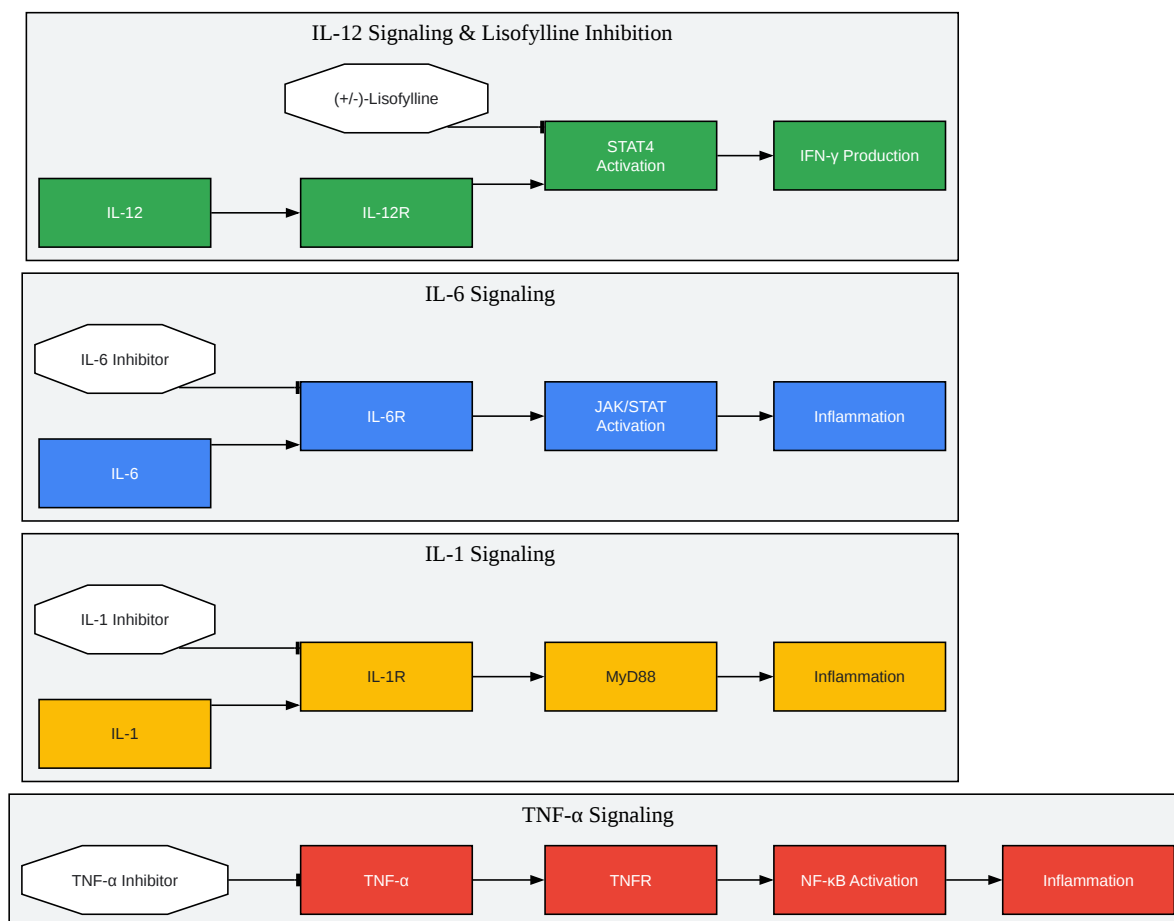 IL-12 Signaling & Lisofylline Inhibition
(+/-)-Lisofylline
STAT4
Activation
IFN-γ Production
IL-12
IL-12R
IL-6 Signaling
IL-6 Inhibitor
IL-6R
JAK/STAT
Activation
Inflammation
IL-6
IL-1 Signaling
IL-1 Inhibitor
IL-1R
MyD88
Inflammation
IL-1
TNF-α Signaling
TNF-α Inhibitor
TNF-α
TNFR
NF-κB Activation
Inflammation